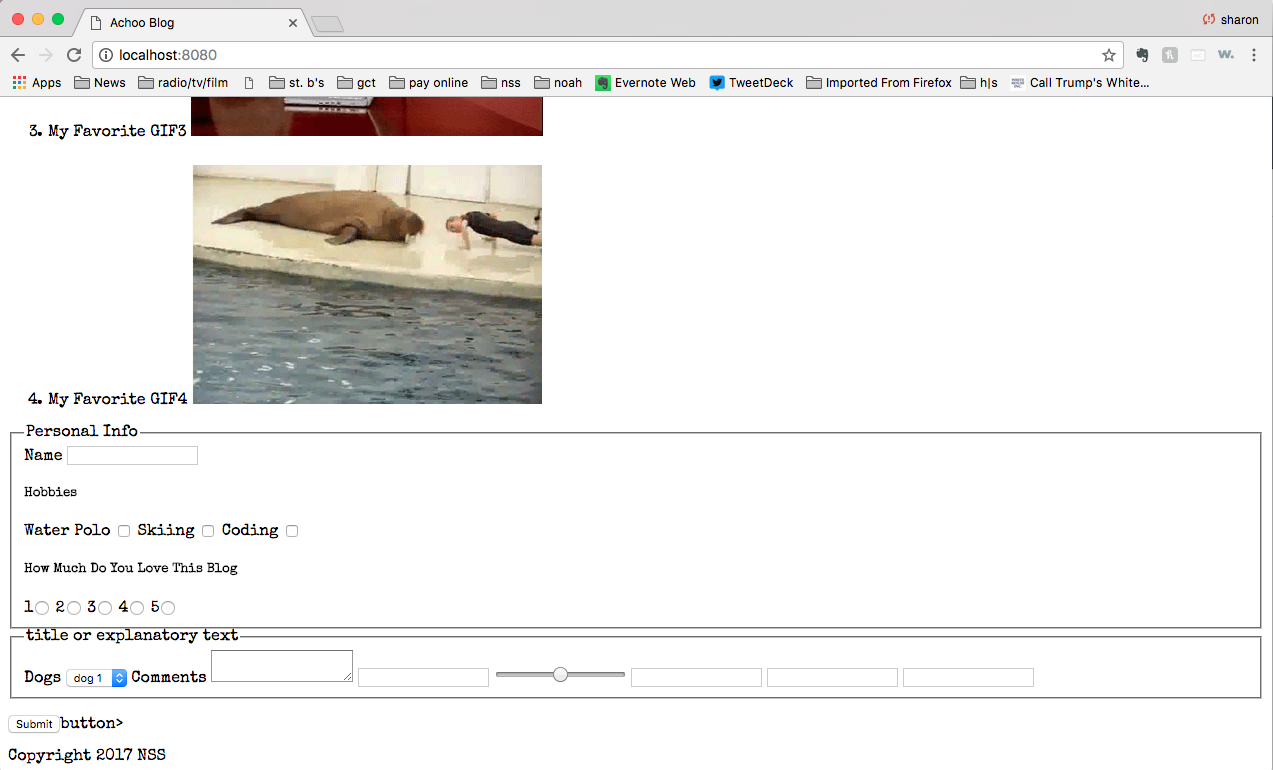 Achoo Blog
sharon
localhost:8080
Apps News radio/tv/film st. b's gct pay online nss noah Evernote Web TweetDeck Imported From Firefox h|s Call Trump's White...
3. My Favorite GIF3
4. My Favorite GIF4
Personal Info
Name
Hobbies
Water Polo Skiing Coding
How Much Do You Love This Blog
1 2 3 4 5
title or explanatory text
Dogs dog 1 Comments
Submit button>
Copyright 2017 NSS